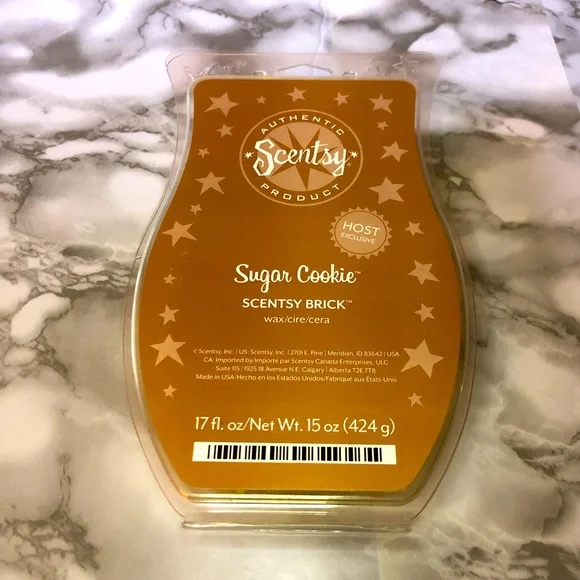 AUTHENTIC
Scentsy®
PRODUCT
HOST
EXCLUSIVE
Sugar Cookie™
SCENTSY BRICK™
wax/cire/cera
© Scentsy, Inc. | US: Scentsy, Inc. | 2701 E. Pine | Meridian, ID 83642 | USA
CA: Imported by/Importé par Scentsy Canada Enterprises, ULC
Suite 115 | 1925 18 Avenue N.E. Calgary | Alberta T2E 7T8
Made in USA/Hecho en los Estados Unidos/Fabriqué aux États Unis
17 fl. oz/Net Wt. 15 oz (424 g)